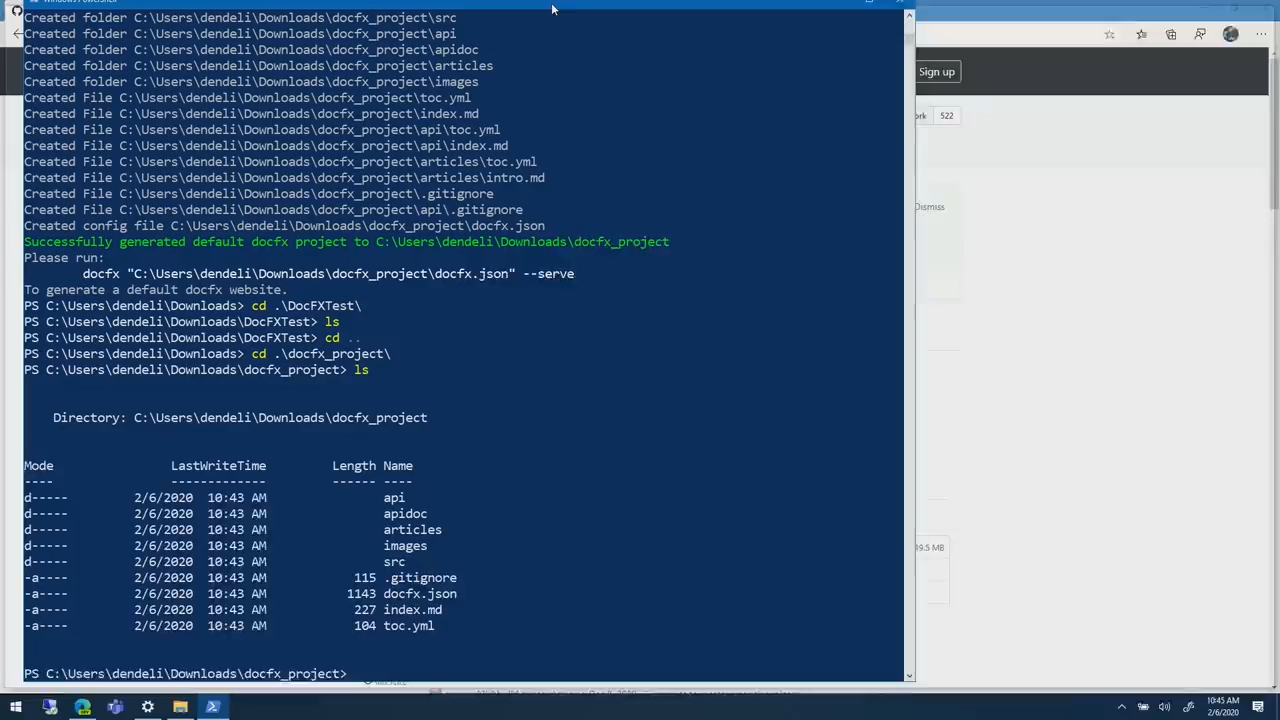 Windows PowerShell
Created folder C:\Users\dendeli\Downloads\docfx_project\src
Created folder C:\Users\dendeli\Downloads\docfx_project\api
Created folder C:\Users\dendeli\Downloads\docfx_project\apidoc
Created folder C:\Users\dendeli\Downloads\docfx_project\articles
Created folder C:\Users\dendeli\Downloads\docfx_project\images
Created File C:\Users\dendeli\Downloads\docfx_project\toc.yml
Created File C:\Users\dendeli\Downloads\docfx_project\index.md
Created File C:\Users\dendeli\Downloads\docfx_project\api\toc.yml
Created File C:\Users\dendeli\Downloads\docfx_project\api\index.md
Created File C:\Users\dendeli\Downloads\docfx_project\articles\toc.yml
Created File C:\Users\dendeli\Downloads\docfx_project\articles\intro.md
Created File C:\Users\dendeli\Downloads\docfx_project\.gitignore
Created File C:\Users\dendeli\Downloads\docfx_project\api\.gitignore
Created config file C:\Users\dendeli\Downloads\docfx_project\docfx.json
Successfully generated default docfx project to C:\Users\dendeli\Downloads\docfx_project
Please run:
docfx "C:\Users\dendeli\Downloads\docfx_project\docfx.json" --serve
To generate a default docfx website.
PS C:\Users\dendeli\Downloads> cd .\DocFXTest\
PS C:\Users\dendeli\Downloads\DocFXTest> ls
PS C:\Users\dendeli\Downloads\DocFXTest> cd ..
PS C:\Users\dendeli\Downloads> cd .\docfx_project\
PS C:\Users\dendeli\Downloads\docfx_project> ls
Directory: C:\Users\dendeli\Downloads\docfx_project
Mode LastWriteTime Length Name
---- ------------- ------ ----
d----- 2/6/2020 10:43 AM api
d----- 2/6/2020 10:43 AM apidoc
d----- 2/6/2020 10:43 AM articles
d----- 2/6/2020 10:43 AM images
d----- 2/6/2020 10:43 AM src
-a---- 2/6/2020 10:43 AM 115 .gitignore
-a---- 2/6/2020 10:43 AM 1143 docfx.json
-a---- 2/6/2020 10:43 AM 227 index.md
-a---- 2/6/2020 10:43 AM 104 toc.yml
PS C:\Users\dendeli\Downloads\docfx_project>
Sign up
ork 522
Dismiss
19.5 MB
10:45 AM
2/6/2020